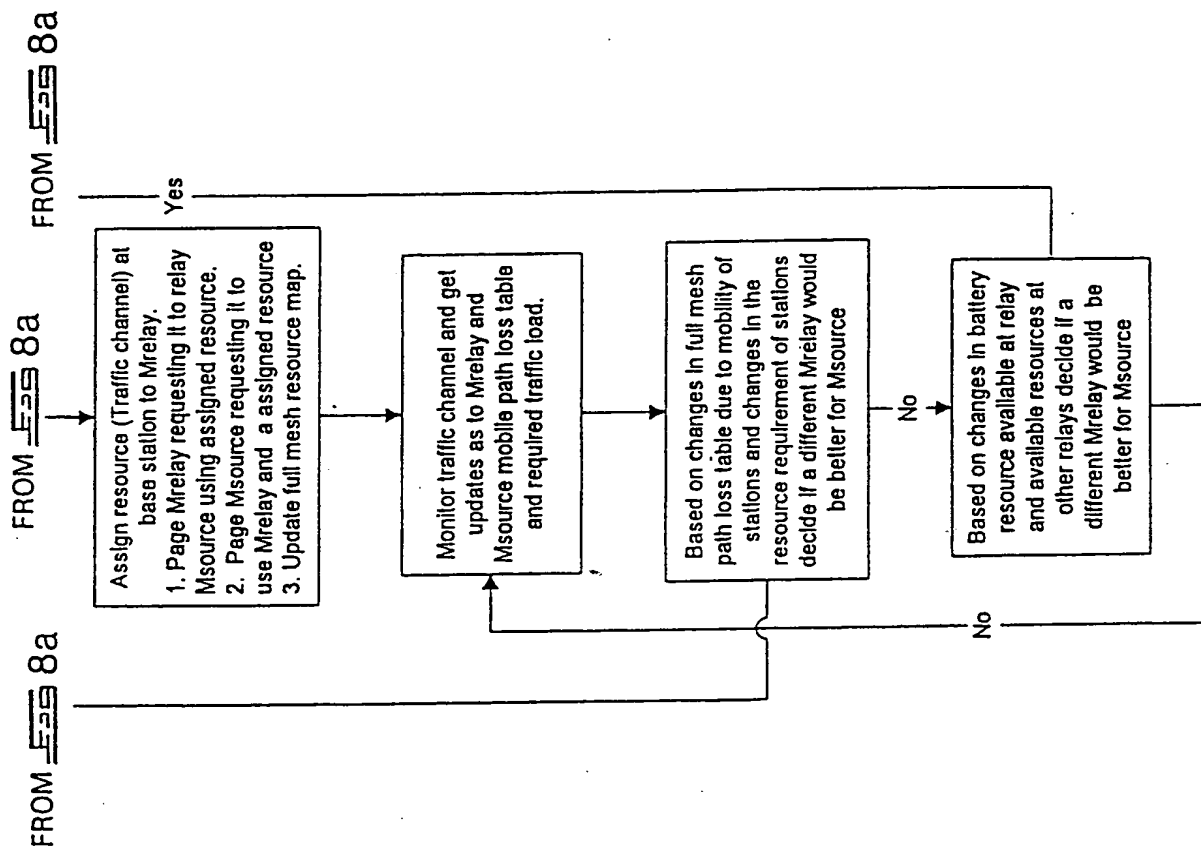 FROM Fig 8a
FROM Fig 8a
FROM Fig 8a
Assign resource (Traffic channel) at
base station to Mrelay.
1. Page Mrelay requesting it to relay
Msource using assigned resource.
2. Page Msource requesting it to
use Mrelay and a assigned resource
3. Update full mesh resource map.
Yes
Monitor traffic channel and get
updates as to Mrelay and
Msource mobile path loss table
and required traffic load.
Based on changes in full mesh
path loss table due to mobility of
stations and changes in the
resource requirement of stations
decide if a different Mrelay would
be better for Msource
No
Based on changes in battery
resource available at relay
and available resources at
other relays decide if a
different Mrelay would be
better for Msource
No